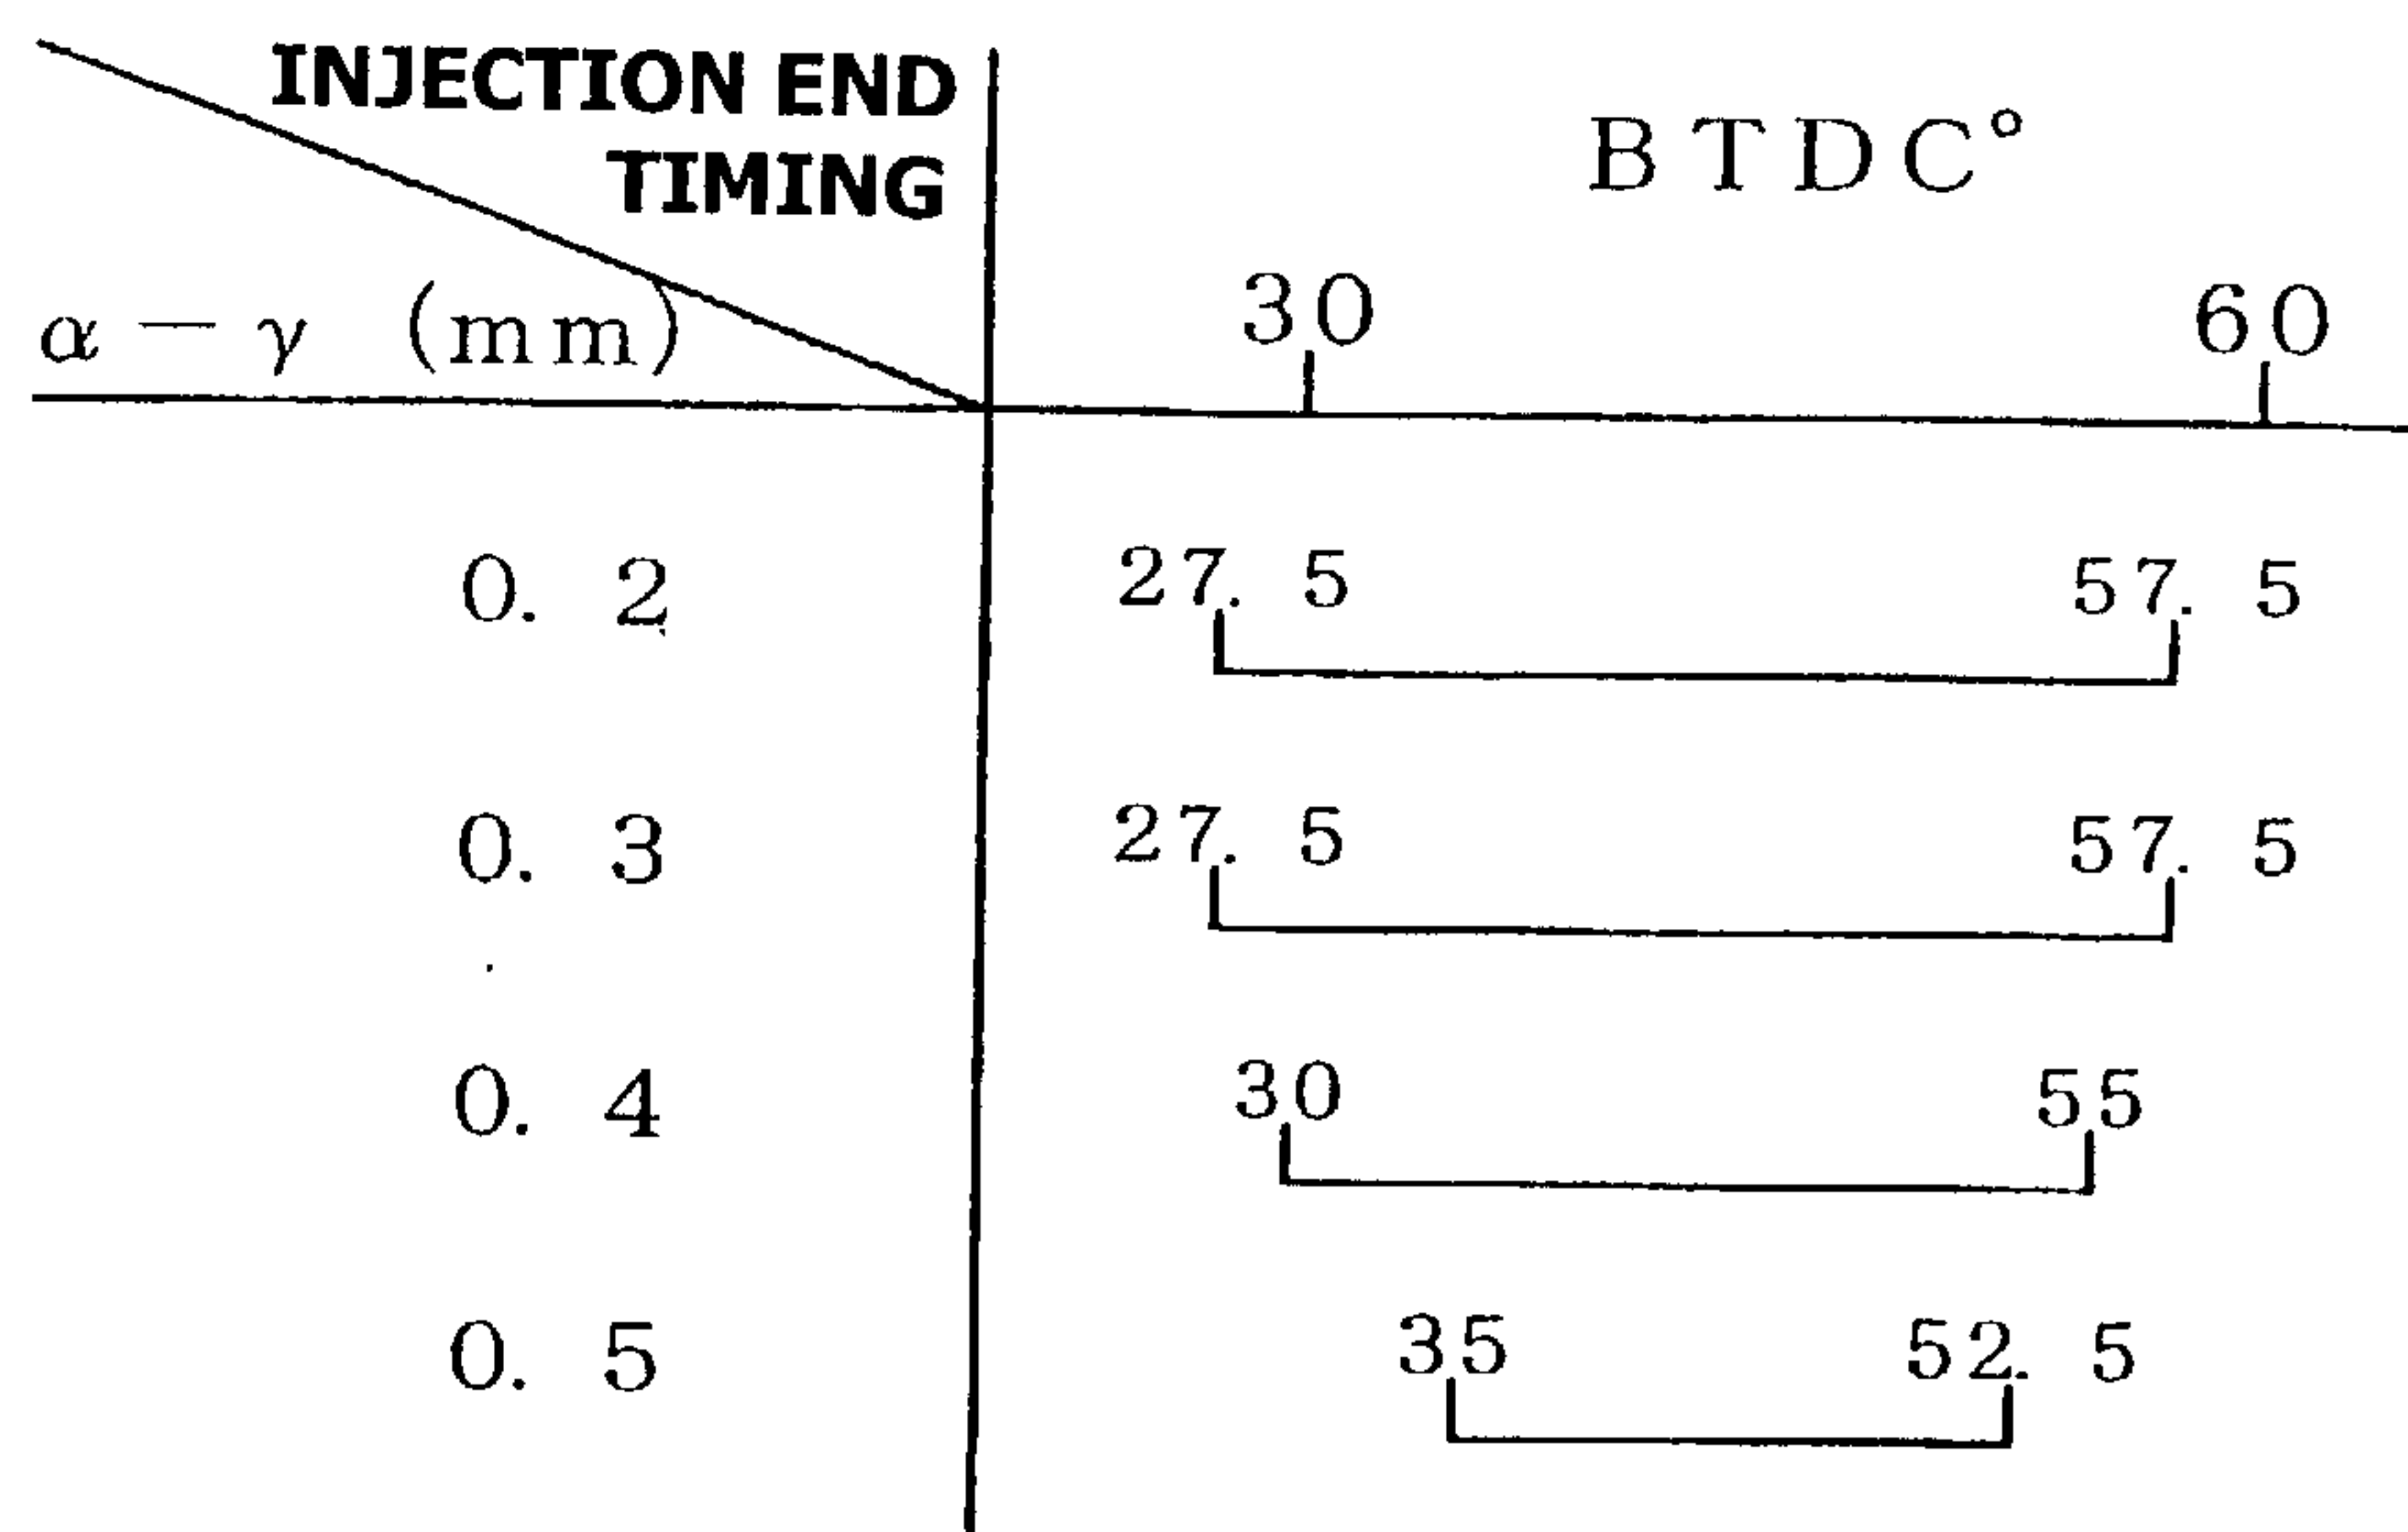 INJECTION END
TIMING
BTDC°
α — γ (mm)
30 60
0. 2 27. 5 57. 5
0. 3 27. 5 57. 5
0. 4 30 55
0. 5 35 52. 5